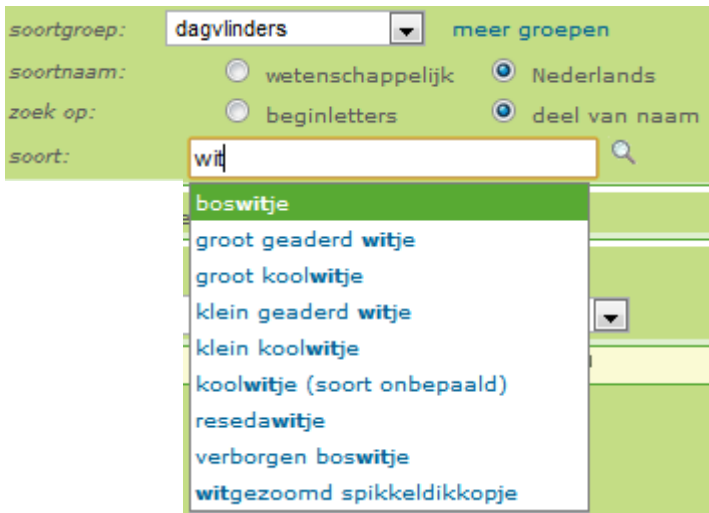 soortgroep: dagvlinders meer groepen
soortnaam: wetenschappelijk Nederlands
zoek op: beginletters deel van naam
soort: wit
boswitje
groot geaderd witje
groot koolwitje
klein geaderd witje
klein koolwitje
koolwitje (soort onbepaald)
resedawitje
verborgen boswitje
witgezoomd spikkeldikkopje